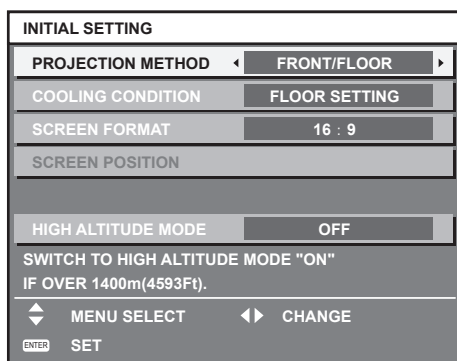 INITIAL SETTING
PROJECTION METHOD FRONT/FLOOR
COOLING CONDITION FLOOR SETTING
SCREEN FORMAT 16 : 9
SCREEN POSITION
HIGH ALTITUDE MODE OFF
SWITCH TO HIGH ALTITUDE MODE "ON"
IF OVER 1400m(4593Ft).
MENU SELECT CHANGE
ENTER SET